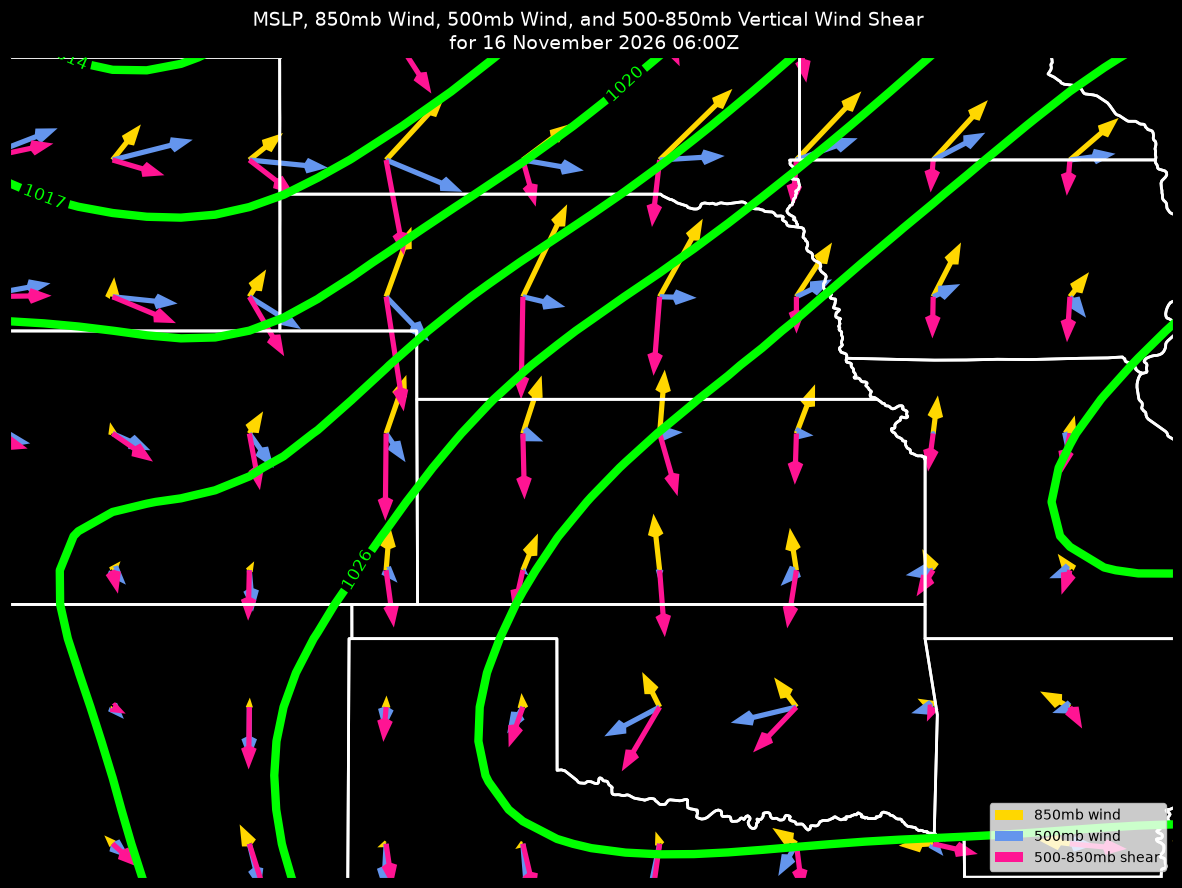 MSLP, 850mb Wind, 500mb Wind, and 500-850mb Vertical Wind Shear
for 16 November 2026 06:00Z
14
1020
1017
1026
850mb wind
500mb wind
500-850mb shear